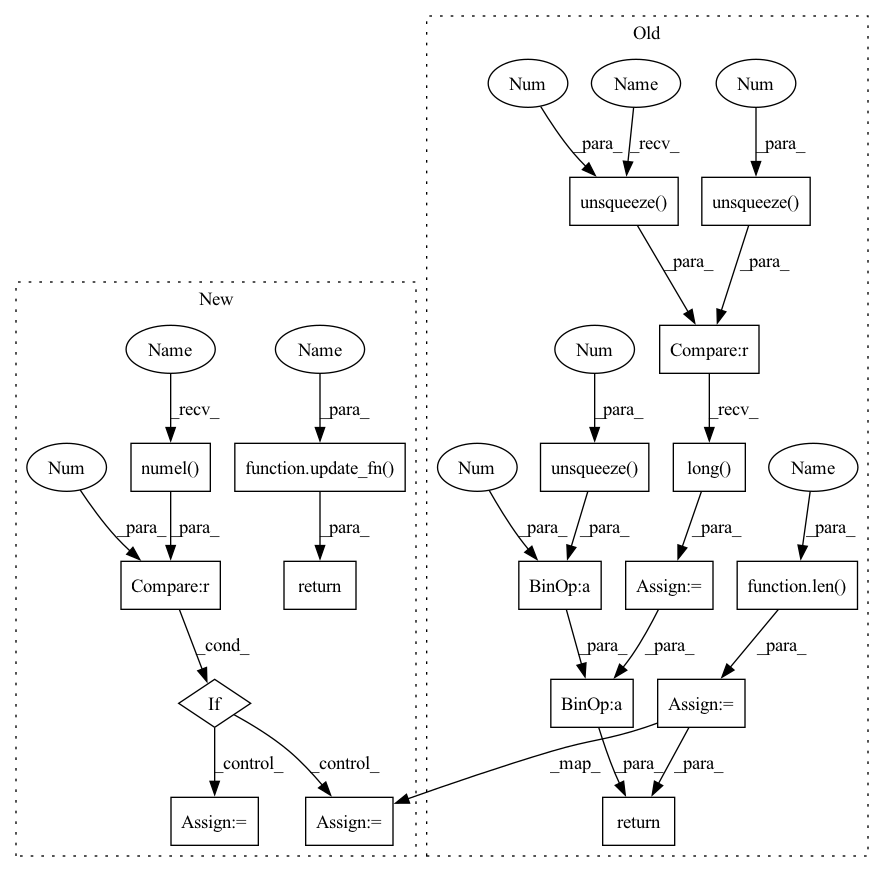 Old
Num
Name
Num
_para_
_recv_
_para_
unsqueeze()
unsqueeze()
_para_
_para_
New
Name
Name
Num
Compare:r
_recv_
_para_
_para_
_recv_
Num
numel()
function.update_fn()
Num
unsqueeze()
long()
Name
_para_
_para_
_para_
_para_
_para_
_para_
_para_
Compare:r
return
BinOp:a
Assign:=
function.len()
_cond_
_para_
_para_
_para_
If
BinOp:a
Assign:=
_control_
_control_
_map_
_para_
_para_
Assign:=
Assign:=
return